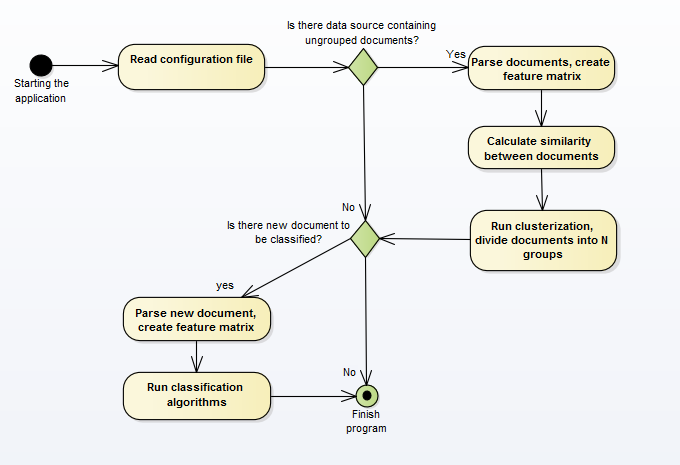 Is there data source containing
ungrouped documents?
Yes
Read configuration file
Parse documents, create
feature matrix
Starting the
application
Calculate similarity
between documents
No
Is there new document to
be classified?
Run clusterization,
divide documents into N
groups
yes
Parse new document,
create feature matrix
No
Run classification
algorithms
Finish
program